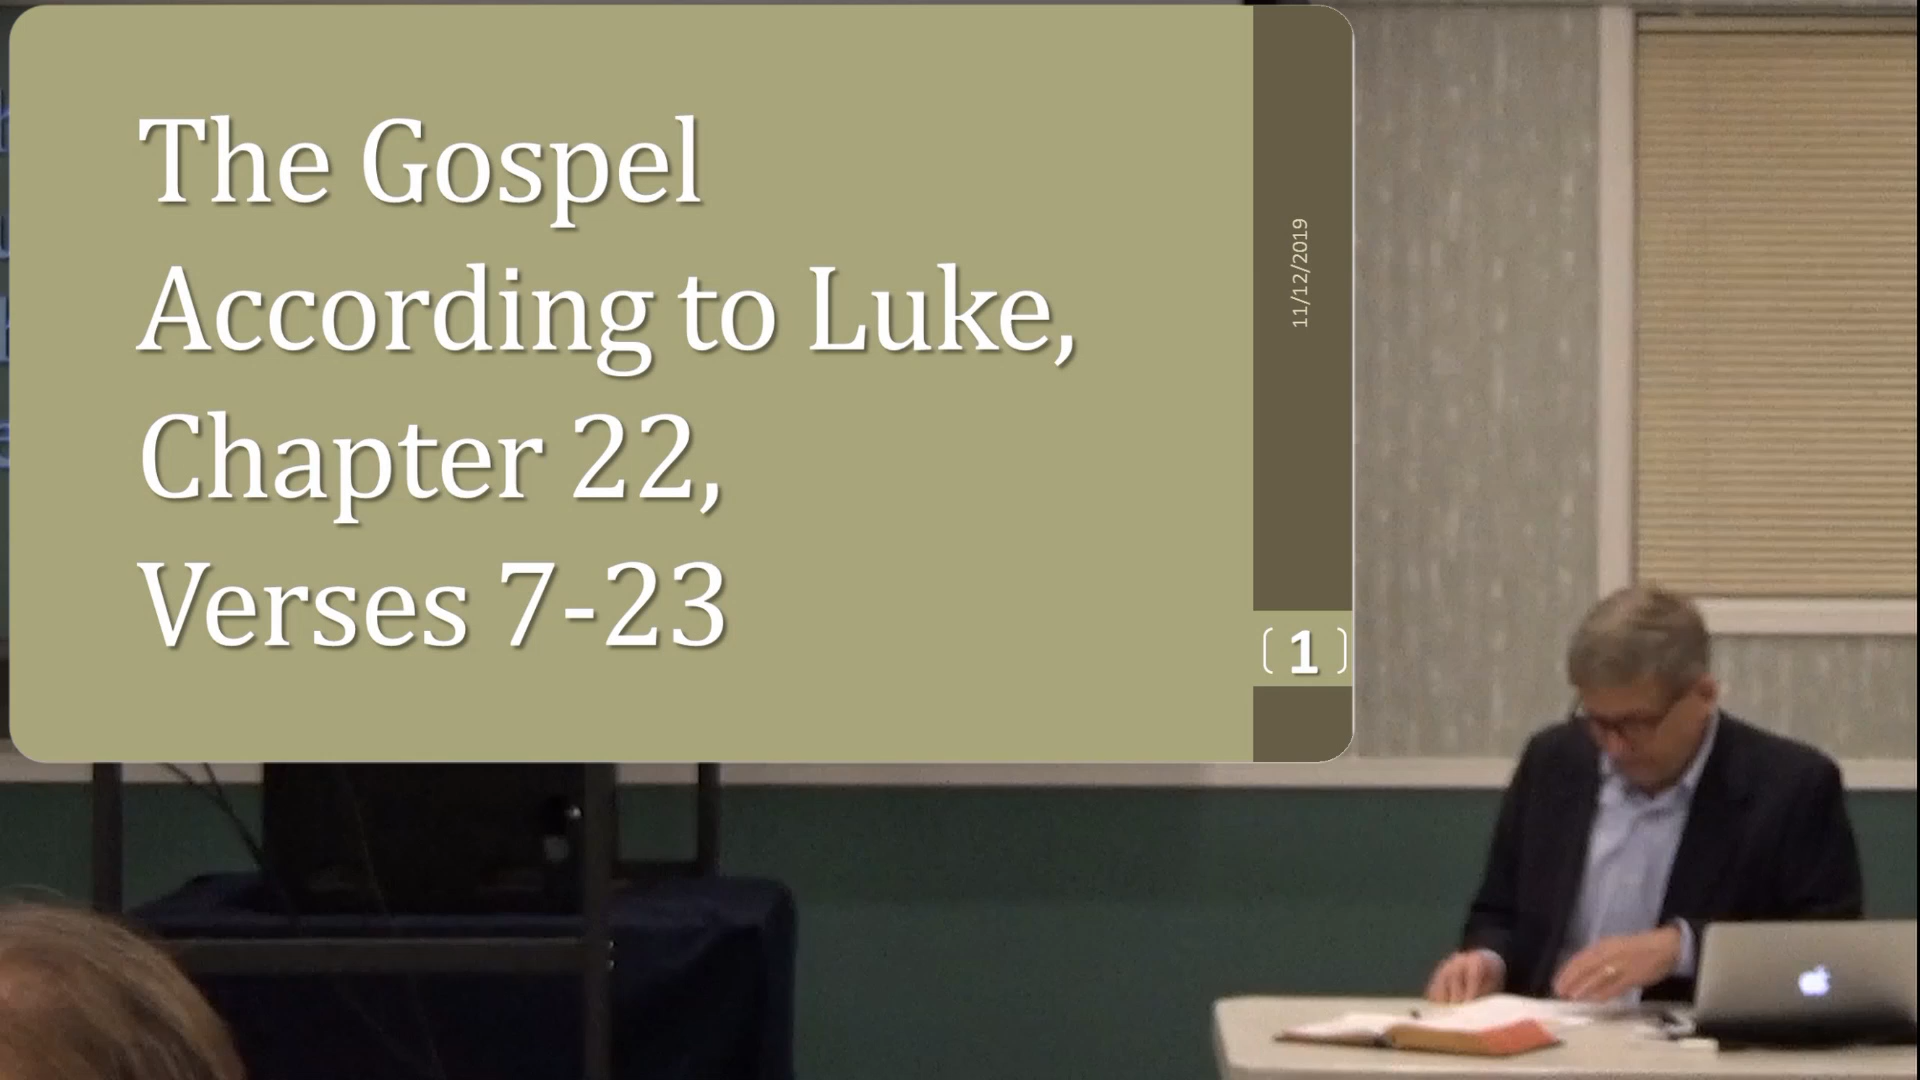 The Gospel
According to Luke,
Chapter 22,
Verses 7-23
11/12/2019
1